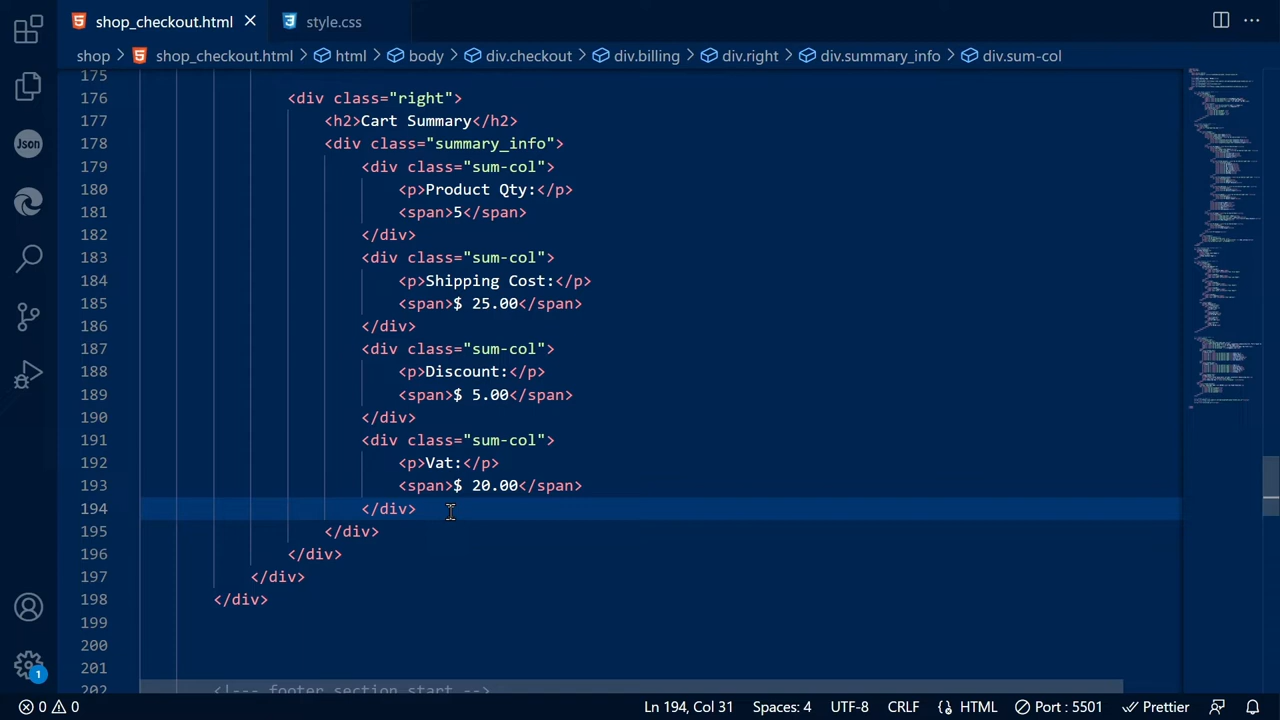 shop_checkout.html
style.css
shop > shop_checkout.html > html > body > div.checkout > div.billing > div.right > div.summary_info > div.sum-col
Json
175
176 <div class="right">
177 <h2>Cart Summary</h2>
178 <div class="summary_info">
179 <div class="sum-col">
180 <p>Product Qty:</p>
181 <span>5</span>
182 </div>
183 <div class="sum-col">
184 <p>Shipping Cost:</p>
185 <span>$ 25.00</span>
186 </div>
187 <div class="sum-col">
188 <p>Discount:</p>
189 <span>$ 5.00</span>
190 </div>
191 <div class="sum-col">
192 <p>Vat:</p>
193 <span>$ 20.00</span>
194 </div>
195 </div>
196 </div>
197 </div>
198 </div>
199
200
201
202 <!--- footer section start -->
1
0 0 Ln 194, Col 31 Spaces: 4 UTF-8 CRLF HTML Port : 5501 Prettier